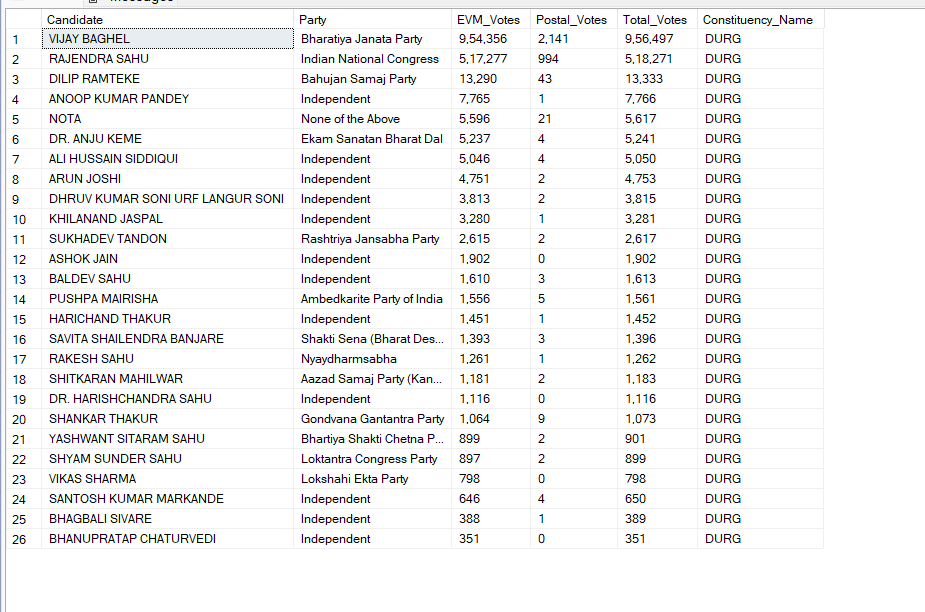 Messages
Candidate Party EVM_Votes Postal_Votes Total_Votes Constituency_Name
1 VIJAY BAGHEL Bharatiya Janata Party 9,54,356 2,141 9,56,497 DURG
2 RAJENDRA SAHU Indian National Congress 5,17,277 994 5,18,271 DURG
3 DILIP RAMTEKE Bahujan Samaj Party 13,290 43 13,333 DURG
4 ANOOP KUMAR PANDEY Independent 7,765 1 7,766 DURG
5 NOTA None of the Above 5,596 21 5,617 DURG
6 DR. ANJU KEME Ekam Sanatan Bharat Dal 5,237 4 5,241 DURG
7 ALI HUSSAIN SIDDIQUI Independent 5,046 4 5,050 DURG
8 ARUN JOSHI Independent 4,751 2 4,753 DURG
9 DHRUV KUMAR SONI URF LANGUR SONI Independent 3,813 2 3,815 DURG
10 KHILANAND JASPAL Independent 3,280 1 3,281 DURG
11 SUKHADEV TANDON Rashtriya Jansabha Party 2,615 2 2,617 DURG
12 ASHOK JAIN Independent 1,902 0 1,902 DURG
13 BALDEV SAHU Independent 1,610 3 1,613 DURG
14 PUSHPA MAIRISHA Ambedkarite Party of India 1,556 5 1,561 DURG
15 HARICHAND THAKUR Independent 1,451 1 1,452 DURG
16 SAVITA SHAILENDRA BANJARE Shakti Sena (Bharat Des... 1,393 3 1,396 DURG
17 RAKESH SAHU Nyaydharmsabha 1,261 1 1,262 DURG
18 SHITKARAN MAHILWAR Aazad Samaj Party (Kan... 1,181 2 1,183 DURG
19 DR. HARISHCHANDRA SAHU Independent 1,116 0 1,116 DURG
20 SHANKAR THAKUR Gondvana Gantantra Party 1,064 9 1,073 DURG
21 YASHWANT SITARAM SAHU Bhartiya Shakti Chetna P... 899 2 901 DURG
22 SHYAM SUNDER SAHU Loktantra Congress Party 897 2 899 DURG
23 VIKAS SHARMA Lokshahi Ekta Party 798 0 798 DURG
24 SANTOSH KUMAR MARKANDE Independent 646 4 650 DURG
25 BHAGBALI SIVARE Independent 388 1 389 DURG
26 BHANUPRATAP CHATURVEDI Independent 351 0 351 DURG